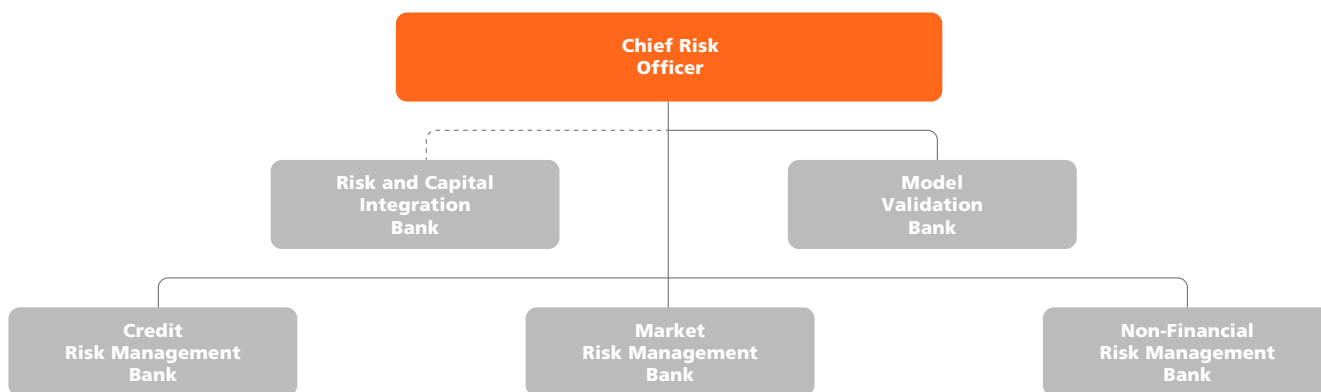 Chief Risk
Officer
Risk and Capital
Integration
Bank
Model
Validation
Bank
Credit
Risk Management
Bank
Market
Risk Management
Bank
Non-Financial
Risk Management
Bank